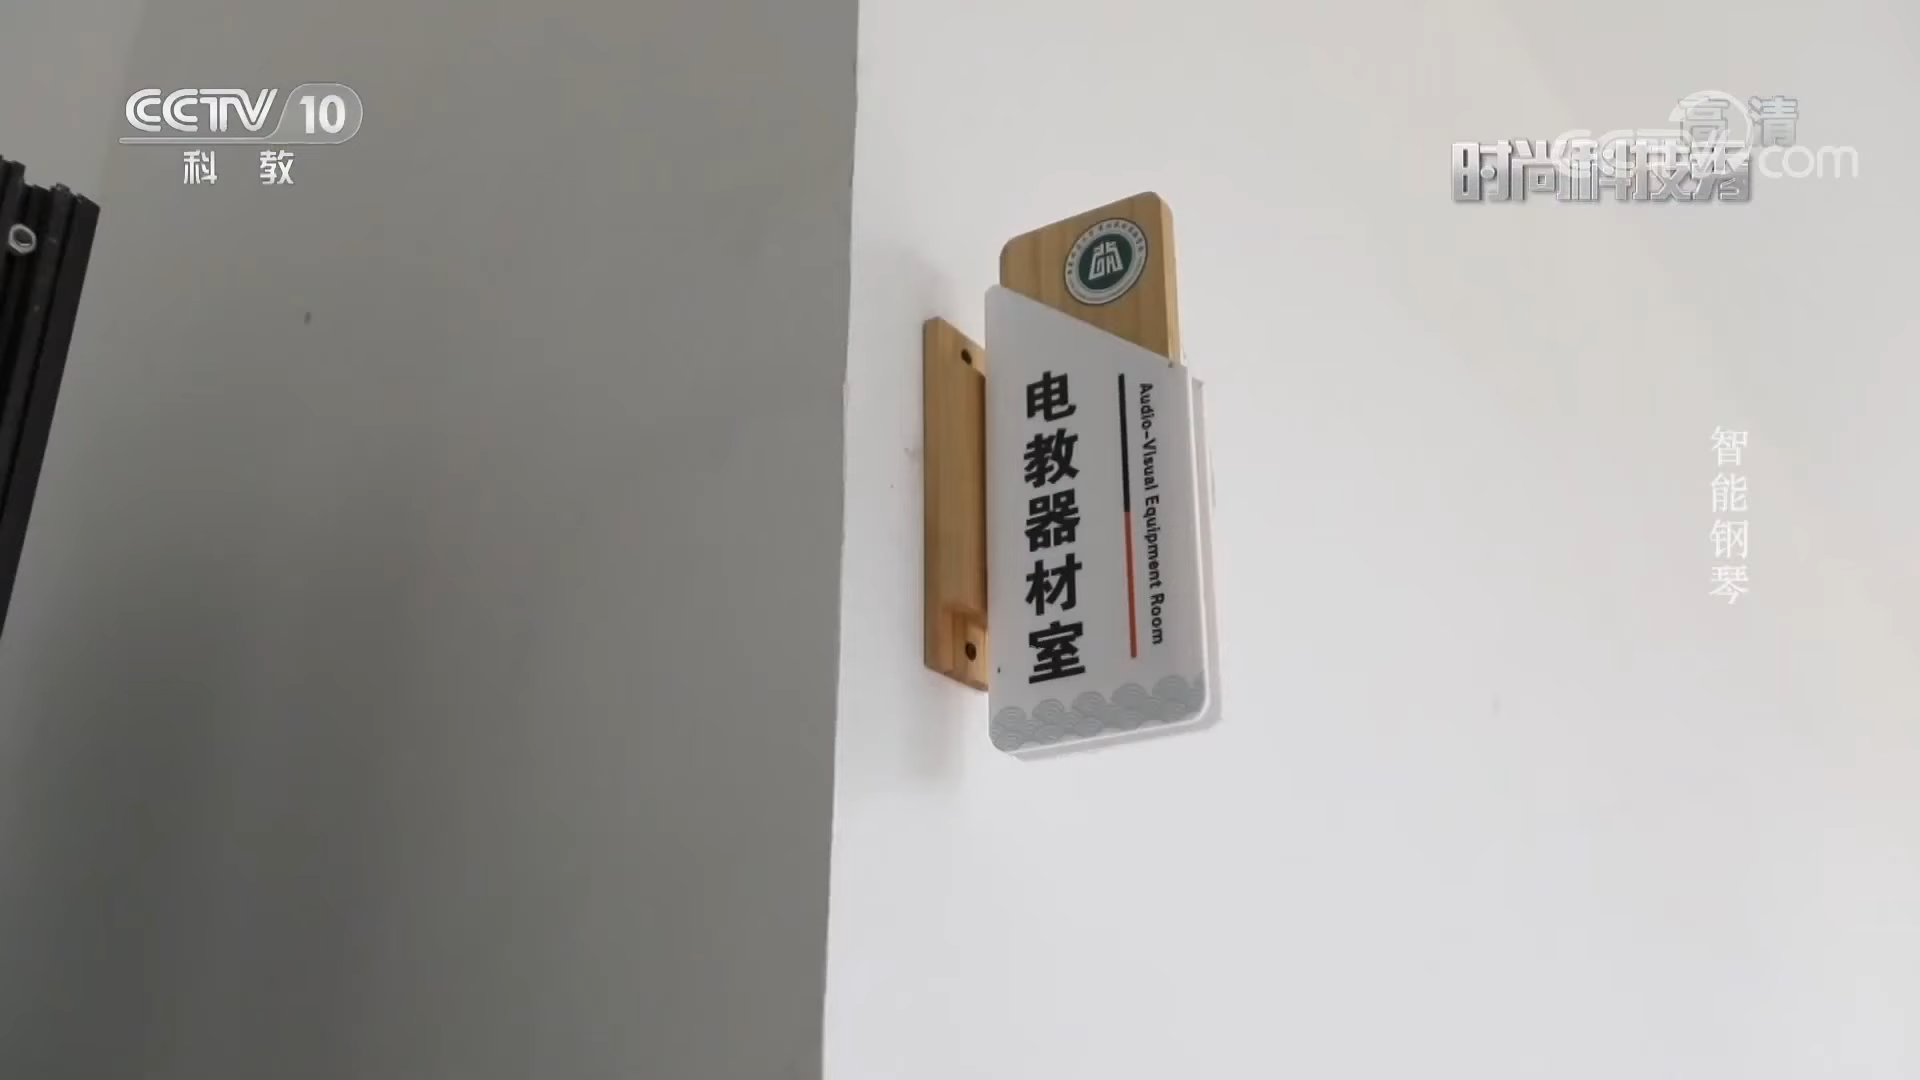 CCTV 10
科教
高清
CCTV.com
时尚科技秀
电教器材室
Audio-Visual Equipment Room
智能钢琴